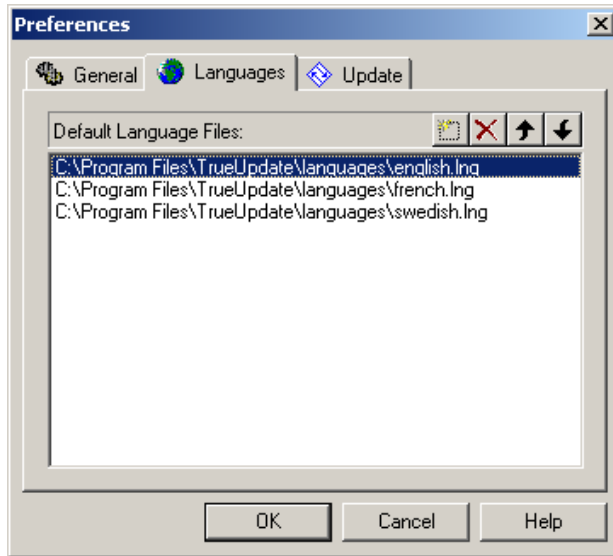 Preferences
General Languages Update
Default Language Files:
C:\Program Files\TrueUpdate\languages\english.lng
C:\Program Files\TrueUpdate\languages\french.lng
C:\Program Files\TrueUpdate\languages\swedish.lng
OK Cancel Help